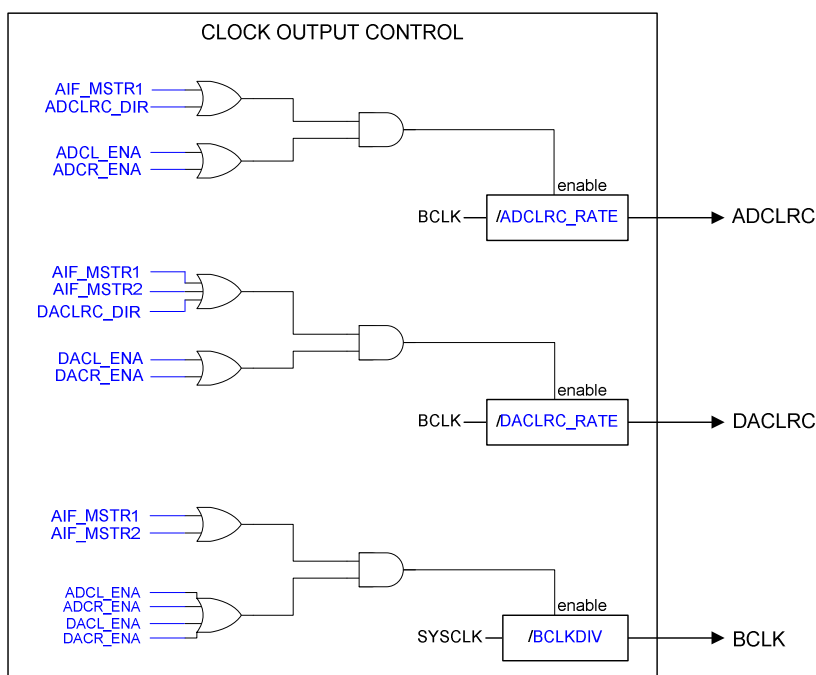 CLOCK OUTPUT CONTROL
AIF_MSTR1
ADCLRC_DIR
ADCL_ENA
ADCR_ENA
enable
BCLK
/ADCLRC_RATE
ADCLRC
AIF_MSTR1
AIF_MSTR2
DACLRC_DIR
DACL_ENA
DACR_ENA
enable
BCLK
/DACLRC_RATE
DACLRC
AIF_MSTR1
AIF_MSTR2
ADCL_ENA
ADCR_ENA
DACL_ENA
DACR_ENA
enable
SYSCLK
/BCLKDIV
BCLK